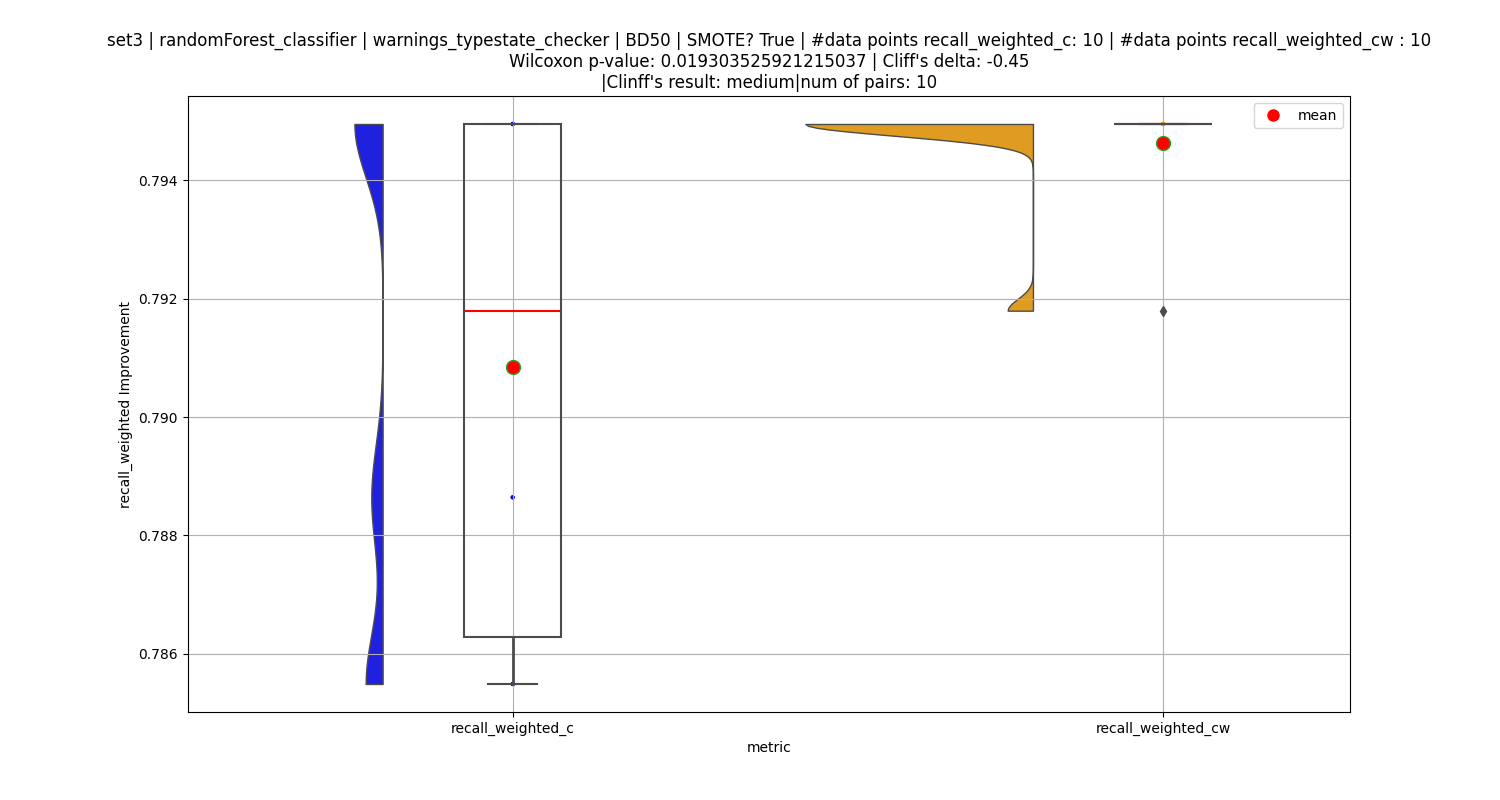 set3 | randomForest_classifier | warnings_typestate_checker | BD50 | SMOTE? True | #data points recall_weighted_c: 10 | #data points recall_weighted_cw : 10
Wilcoxon p-value: 0.019303525921215037 | Cliff's delta: -0.45
|Clinff's result: medium|num of pairs: 10
mean
0.794
0.792
0.790
0.788
0.786
recall_weighted Improvement
recall_weighted_c
recall_weighted_cw
metric